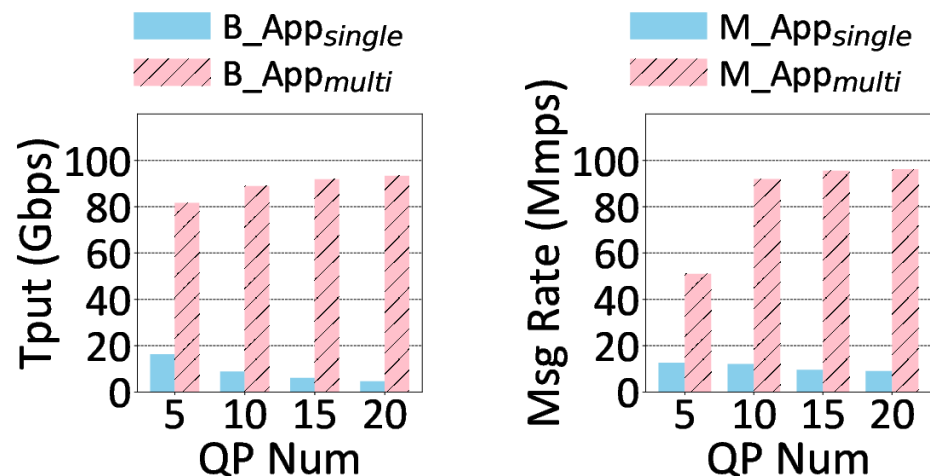 B_App_single
B_App_multi
Tput (Gbps)
100
80
60
40
20
0
5 10 15 20
QP Num
M_App_single
M_App_multi
Msg Rate (Mmps)
100
80
60
40
20
0
5 10 15 20
QP Num